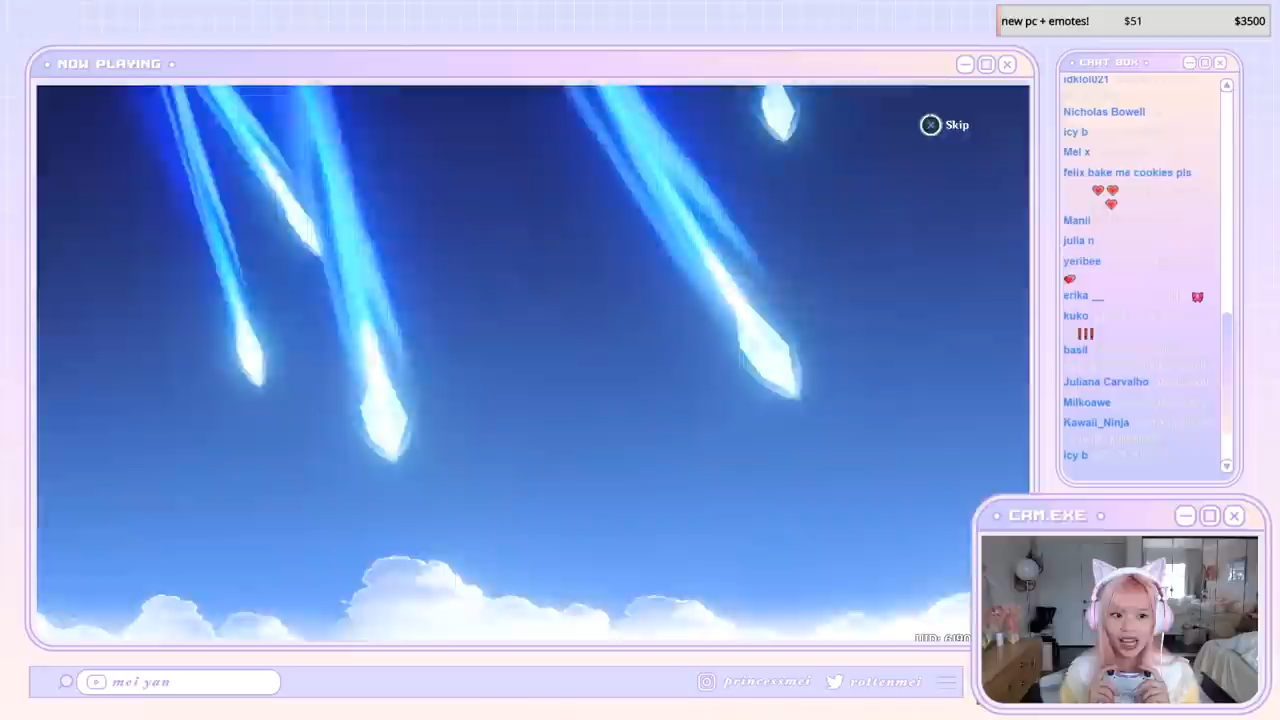 new pc + emotes! $51 $3500
NOW PLAYING
Skip
CHAT BOX
idklol021
Nicholas Bowell
icy b
Mel x
felix bake me cookies pls
Manii
julia n
yeribee
erika __
kuko
basil
Juliana Carvalho
Milkoawe
Kawaii_Ninja
icy b
CAM.EXE
UID: 6190
mei yan
princessmei
rottenmei